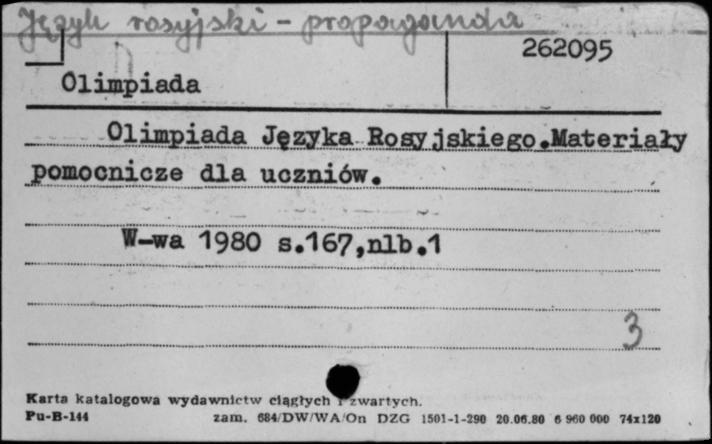 Język rosyjski - propaganda
262095
Olimpiada
Olimpiada Języka Rosyjskiego.Materiały
pomocnicze dla uczniów.
W-wa 1980 s.167,nlb.1
3
Karta katalogowa wydawnictw ciągłych i zwartych.
Pu-B-144 zam. 684/DW/WA/On DZG 1501-1-290 20.06.80 6 960 000 74x120